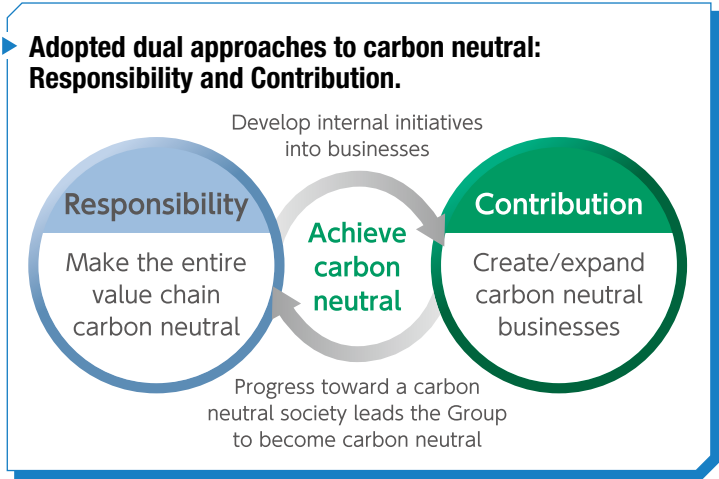 Adopted dual approaches to carbon neutral:
Responsibility and Contribution.
Develop internal initiatives
into businesses
Responsibility
Make the entire
value chain
carbon neutral
Achieve
carbon
neutral
Contribution
Create/expand
carbon neutral
businesses
Progress toward a carbon
neutral society leads the Group
to become carbon neutral